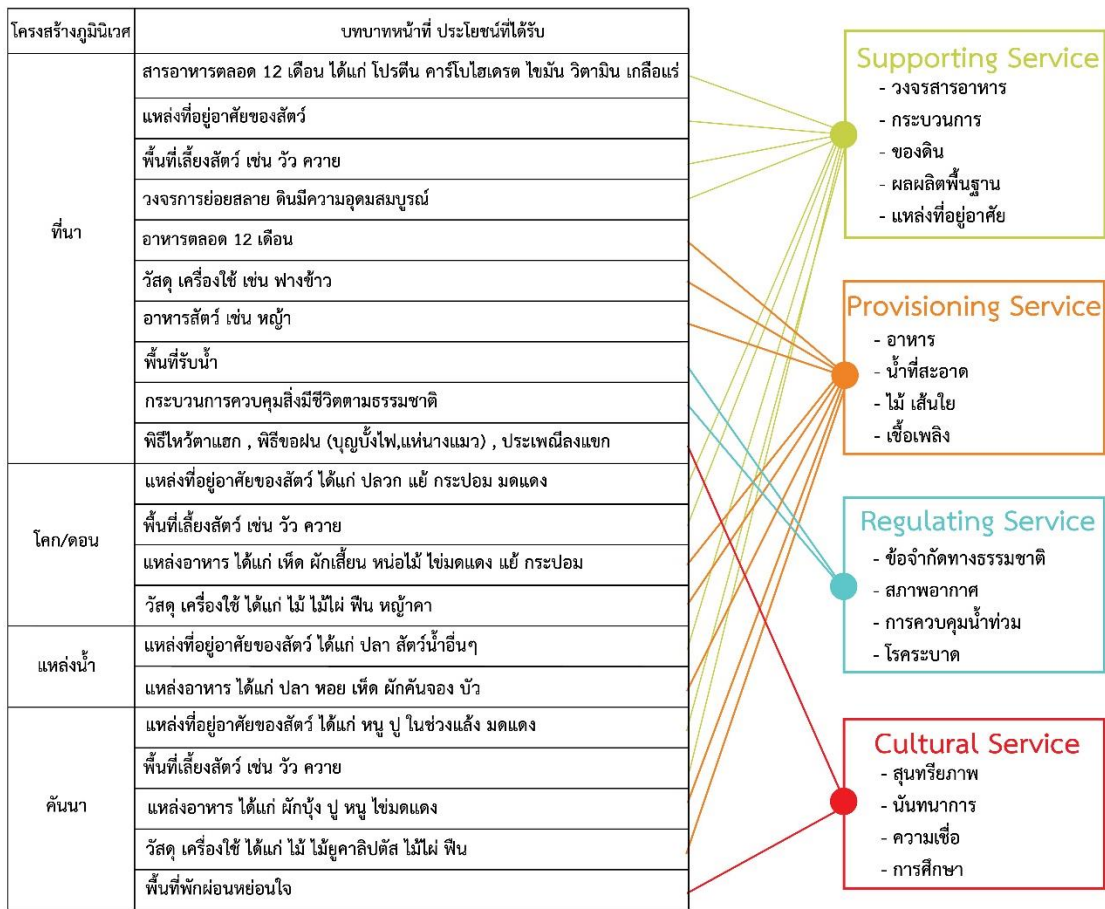 โครงสร้างภูมินิเวศ
บทบาทหน้าที่ ประโยชน์ที่ได้รับ
ที่นา
สารอาหารตลอด 12 เดือน ได้แก่ โปรตีน คาร์โบไฮเดรต ไขมัน วิตามิน เกลือแร่
แหล่งที่อยู่อาศัยของสัตว์
พื้นที่เลี้ยงสัตว์ เช่น วัว ควาย
วงจรการย่อยสลาย ดินมีความอุดมสมบูรณ์
อาหารตลอด 12 เดือน
วัสดุ เครื่องใช้ เช่น ฟางข้าว
อาหารสัตว์ เช่น หญ้า
พื้นที่รับน้ำ
กระบวนการควบคุมสิ่งมีชีวิตตามธรรมชาติ
พิธีไหว้ตาแฮก , พิธีขอฝน (บุญบั้งไฟ,แห่นางแมว) , ประเพณีลงแขก
โคก/ดอน
แหล่งที่อยู่อาศัยของสัตว์ ได้แก่ ปลวก แย้ กระปอม มดแดง
พื้นที่เลี้ยงสัตว์ เช่น วัว ควาย
แหล่งอาหาร ได้แก่ เห็ด ผักเสี้ยน หน่อไม้ ไข่มดแดง แย้ กระปอม
วัสดุ เครื่องใช้ ได้แก่ ไม้ ไม้ไผ่ ฟืน หญ้าคา
แหล่งน้ำ
แหล่งที่อยู่อาศัยของสัตว์ ได้แก่ ปลา สัตว์น้ำอื่นๆ
แหล่งอาหาร ได้แก่ ปลา หอย เห็ด ผักคันจอง บัว
คันนา
แหล่งที่อยู่อาศัยของสัตว์ ได้แก่ หนู ปู ในช่วงแล้ง มดแดง
พื้นที่เลี้ยงสัตว์ เช่น วัว ควาย
แหล่งอาหาร ได้แก่ ผักบุ้ง ปู หนู ไข่มดแดง
วัสดุ เครื่องใช้ ได้แก่ ไม้ ไม้ยูคาลิปตัส ไม้ไผ่ ฟืน
พื้นที่พักผ่อนหย่อนใจ
Supporting Service
- วงจรสารอาหาร
- กระบวนการ
- ของดิน
- ผลผลิตพื้นฐาน
- แหล่งที่อยู่อาศัย
Provisioning Service
- อาหาร
- น้ำที่สะอาด
- ไม้ เส้นใย
- เชื้อเพลิง
Regulating Service
- ข้อจำกัดทางธรรมชาติ
- สภาพอากาศ
- การควบคุมน้ำท่วม
- โรคระบาด
Cultural Service
- สุนทรียภาพ
- นันทนาการ
- ความเชื่อ
- การศึกษา